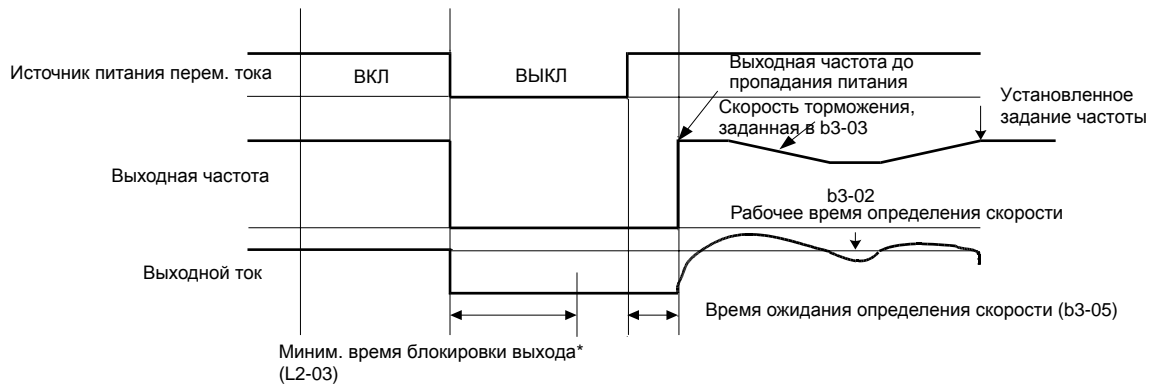 Источник питания перем. тока
ВКЛ
ВЫКЛ
Выходная частота до
пропадания питания
Скорость торможения,
заданная в b3-03
Установленное
задание частоты
Выходная частота
b3-02
Рабочее время определения скорости
Выходной ток
Время ожидания определения скорости (b3-05)
Миним. время блокировки выхода*
(L2-03)